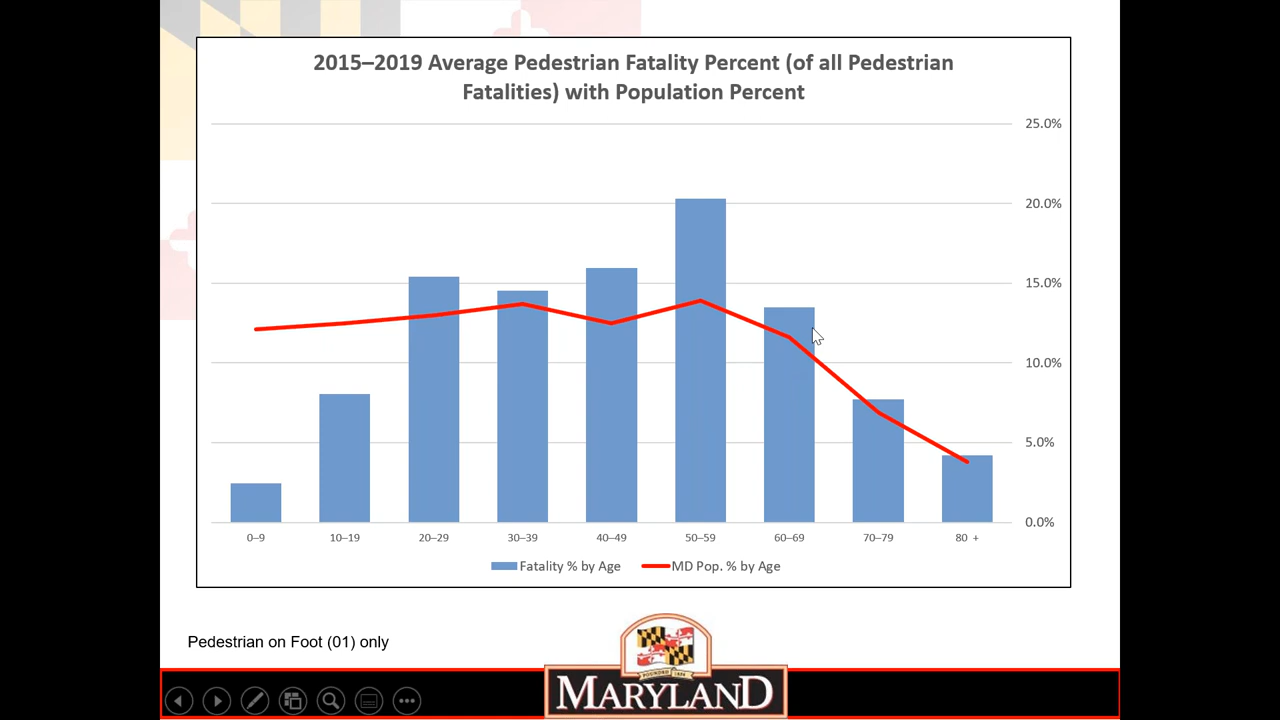 2015–2019 Average Pedestrian Fatality Percent (of all Pedestrian
Fatalities) with Population Percent
25.0%
20.0%
15.0%
10.0%
5.0%
0.0%
0–9
10–19
20–29
30–39
40–49
50–59
60–69
70–79
80 +
Fatality % by Age
MD Pop. % by Age
Pedestrian on Foot (01) only
MARYLAND